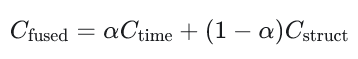 C_fused = αC_time + (1 − α)C_struct